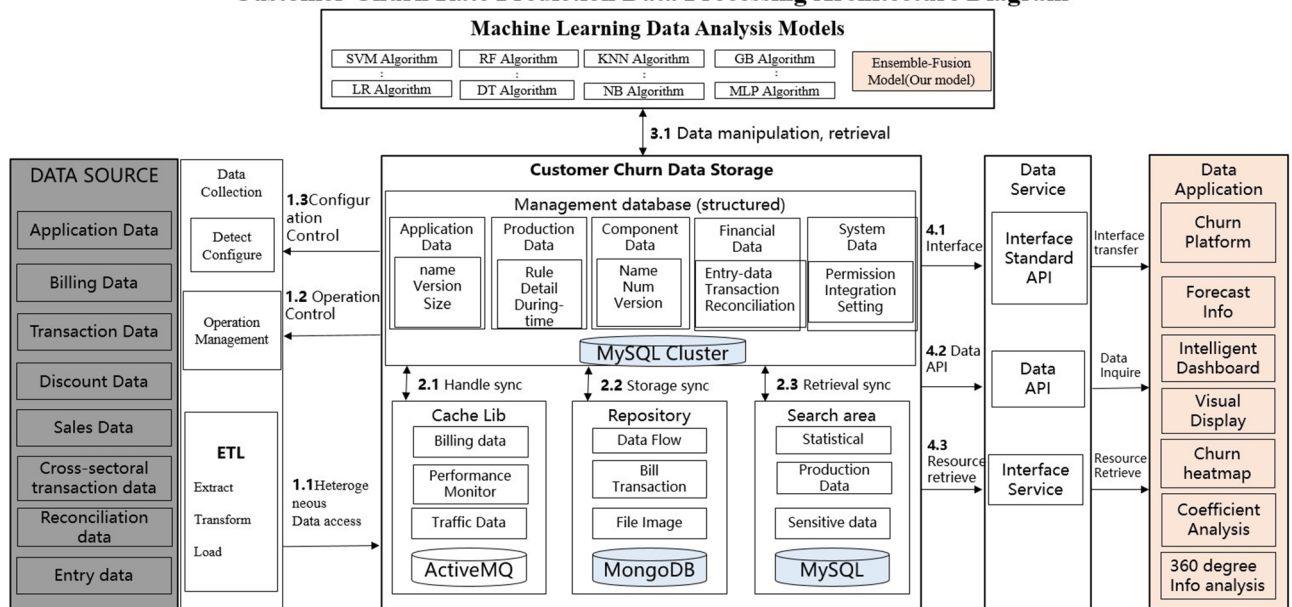 Customer Churn Rate Prediction Data Processing Architecture Diagram
Machine Learning Data Analysis Models
SVM Algorithm
:
LR Algorithm
RF Algorithm
:
DT Algorithm
KNN Algorithm
:
NB Algorithm
GB Algorithm
:
MLP Algorithm
Ensemble-Fusion
Model(Our model)
3.1 Data manipulation, retrieval
DATA SOURCE
Application Data
Billing Data
Transaction Data
Discount Data
Sales Data
Cross-sectoral
transaction data
Reconciliation
data
Entry data
Data
Collection
Detect
Configure
Operation
Management
ETL
Extract
Transform
Load
1.3Configur
ation
Control
1.2 Operation
Control
1.1Heteroge
neous
Data access
Customer Churn Data Storage
Management database (structured)
Application
Data
name
Version
Size
Production
Data
Rule
Detail
During-
time
Component
Data
Name
Num
Version
Financial
Data
Entry-data
Transaction
Reconciliation
System
Data
Permission
Integration
Setting
MySQL Cluster
2.1 Handle sync
2.2 Storage sync
2.3 Retrieval sync
Cache Lib
Billing data
Performance
Monitor
Traffic Data
ActiveMQ
Repository
Data Flow
Bill
Transaction
File Image
MongoDB
Search area
Statistical
Production
Data
Sensitive data
MySQL
4.1
Interface
4.2 Data
API
4.3
Resource
retrieve
Data
Service
Interface
Standard
API
Data
API
Interface
Service
Interface
transfer
Data
Inquire
Resource
Retrieve
Data
Application
Churn
Platform
Forecast
Info
Intelligent
Dashboard
Visual
Display
Churn
heatmap
Coefficient
Analysis
360 degree
Info analysis